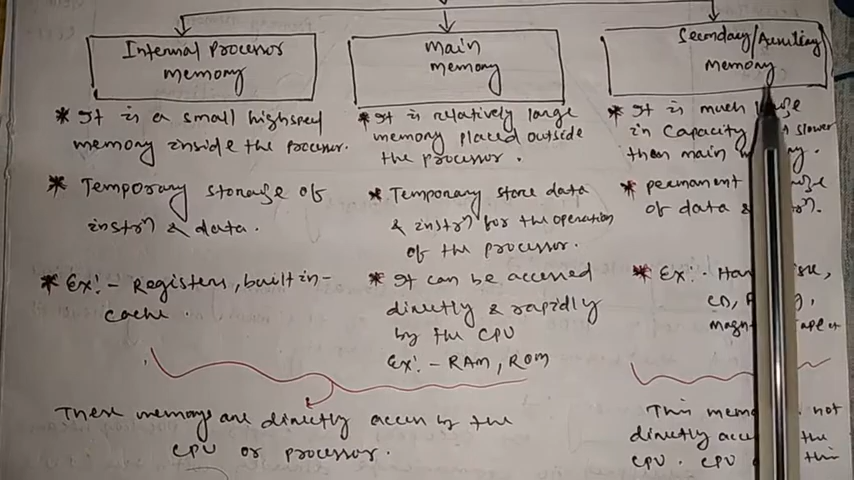 Internal Processor
memory
* It is a small highspeed
memory inside the processor.
* Temporary storage of
instrⁿ & data.
* Ex:- Registers, built in-
cache.
Main
memory
* It is relatively large
memory placed outside
the processor.
* Temporary store data
& instrⁿ for the operation
of the processor.
* It can be accessed
directly & rapidly
by the CPU
Ex:- RAM, ROM
These memory are directly access by the
CPU or processor.
Secondary/Auxiliary
memory
* It is much
in capacity slower
than main
* permanent
of data &
* Ex:-
CD,
This not
directly the
CPU. CPU